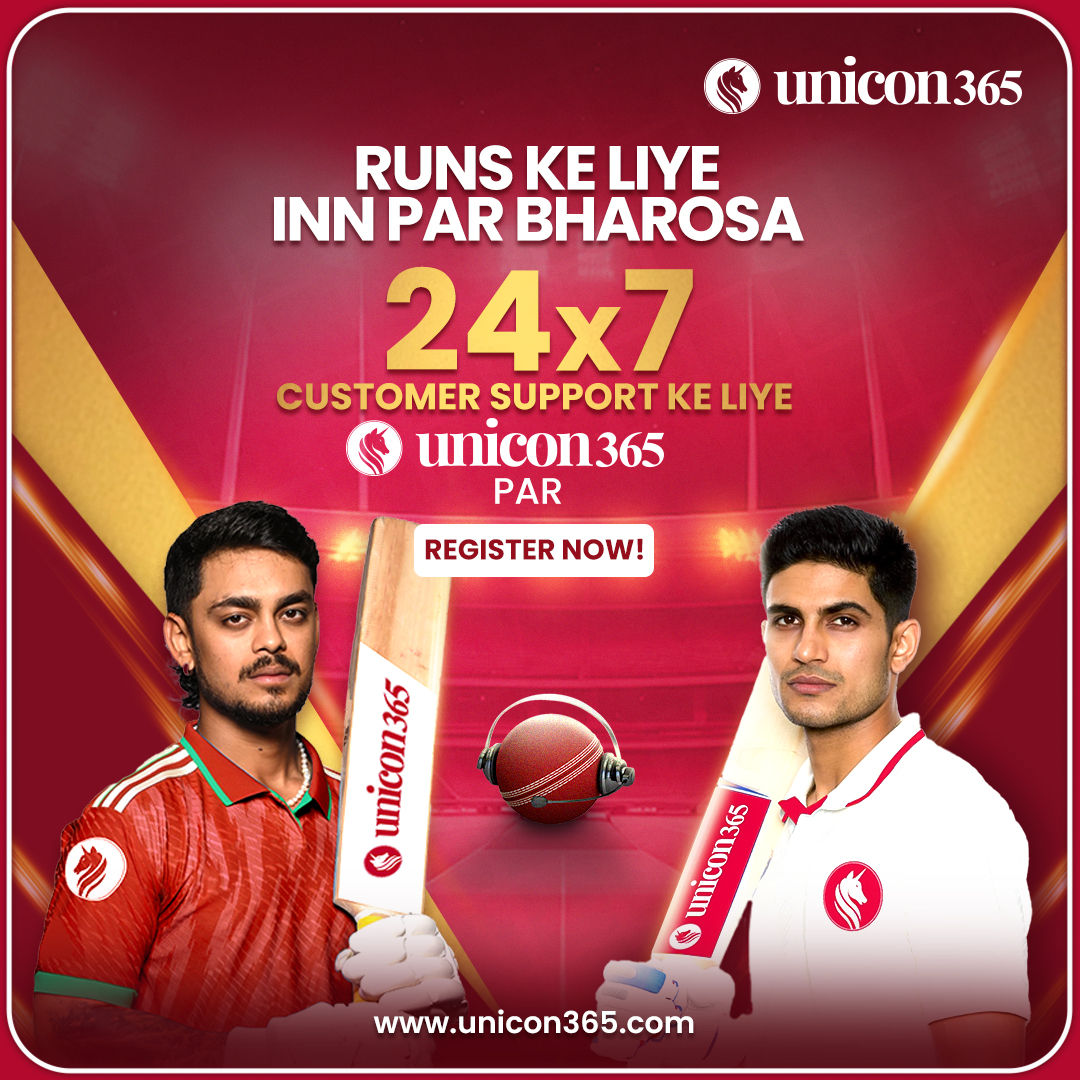 unicon365
RUNS KE LIYE
INN PAR BHAROSA
24x7
CUSTOMER SUPPORT KE LIYE
unicon365
PAR
REGISTER NOW!
unicon365
unicon365
www.unicon365.com